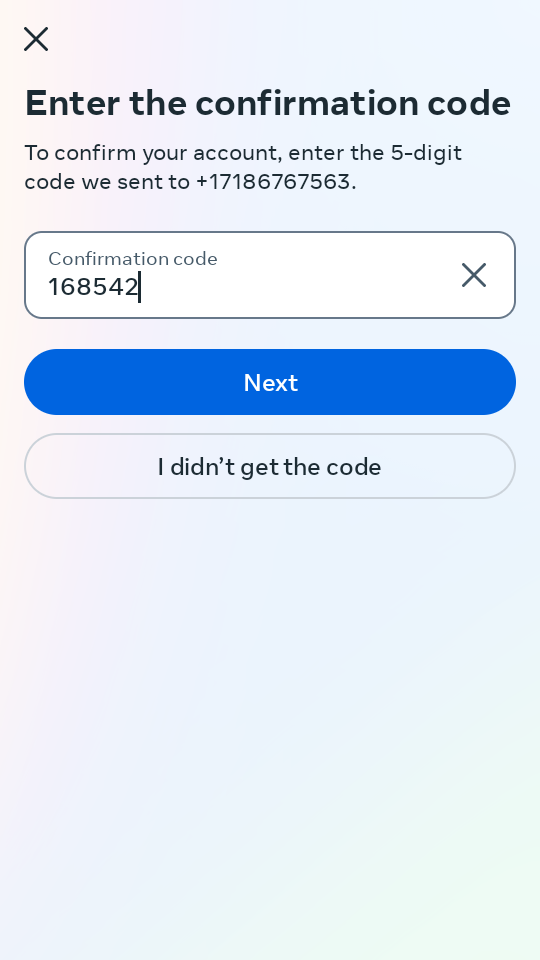 Enter the confirmation code
To confirm your account, enter the 5-digit
code we sent to +17186767563.
Confirmation code
168542
Next
I didn’t get the code